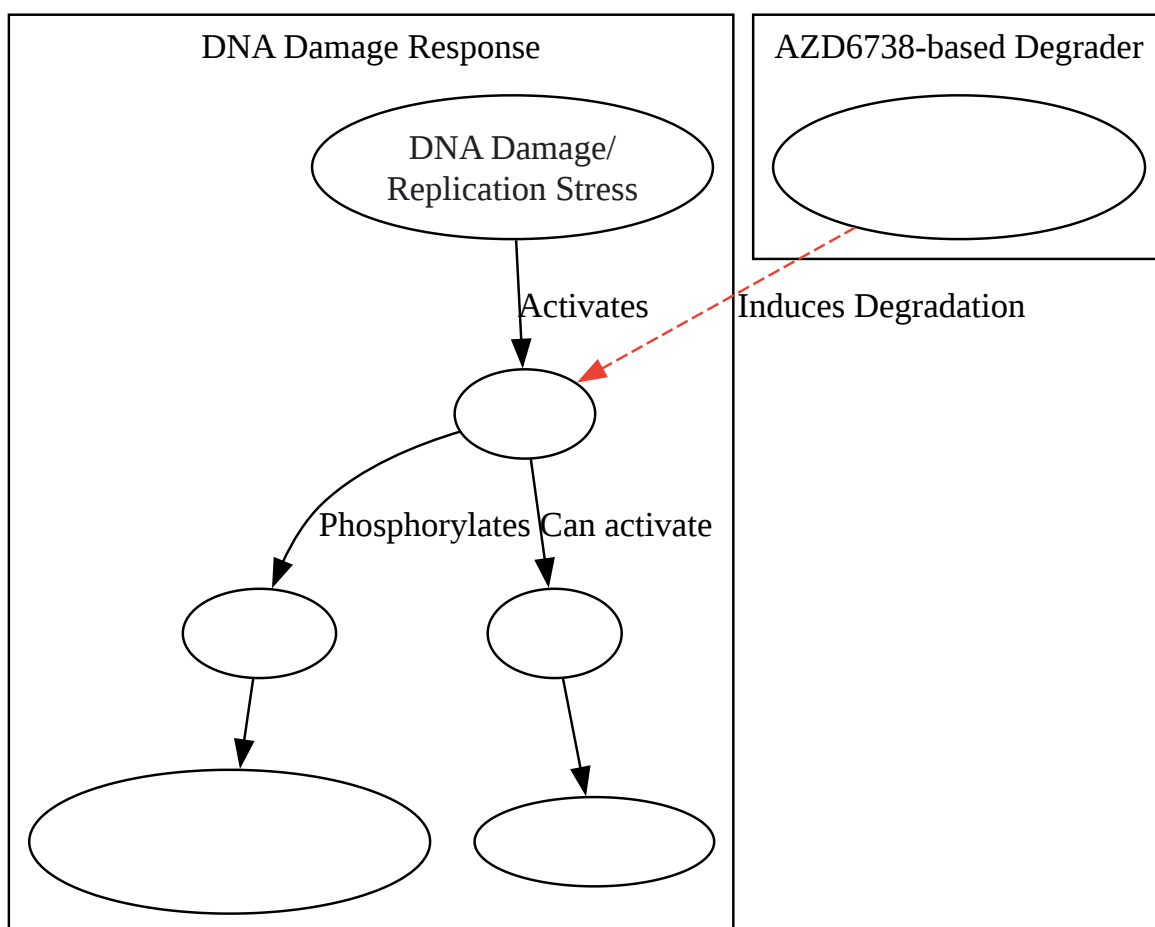 DNA Damage Response
AZD6738-based Degrader
DNA Damage/
Replication Stress
Activates
Induces Degradation
Phosphorylates
Can activate